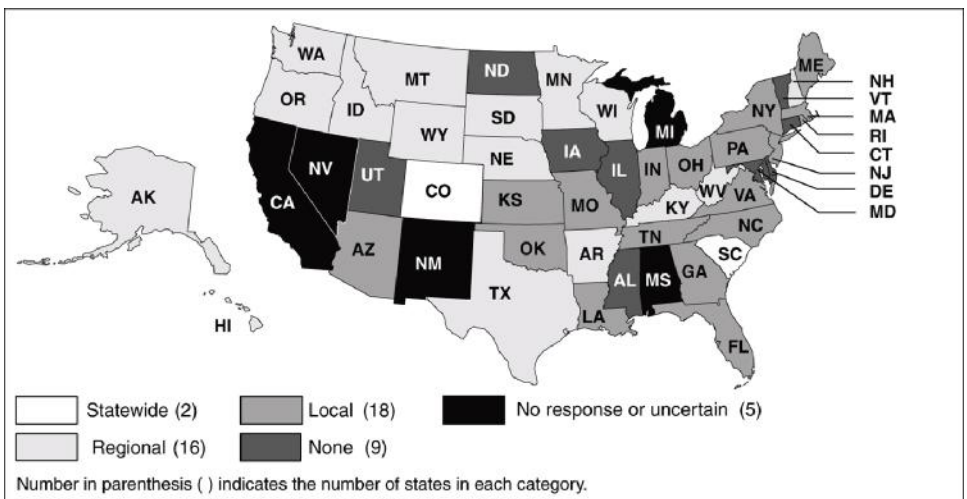 WA
MT
ND
MN
ME
NH
VT
MA
RI
CT
NJ
DE
MD
OR
ID
SD
WI
NY
WY
MI
NE
IA
PA
AK
NV
UT
CO
IL
IN
OH
WV
VA
CA
KS
MO
KY
NC
AZ
NM
OK
AR
TN
SC
TX
AL
MS
GA
LA
HI
FL
Statewide (2)
Local (18)
No response or uncertain (5)
Regional (16)
None (9)
Number in parenthesis ( ) indicates the number of states in each category.